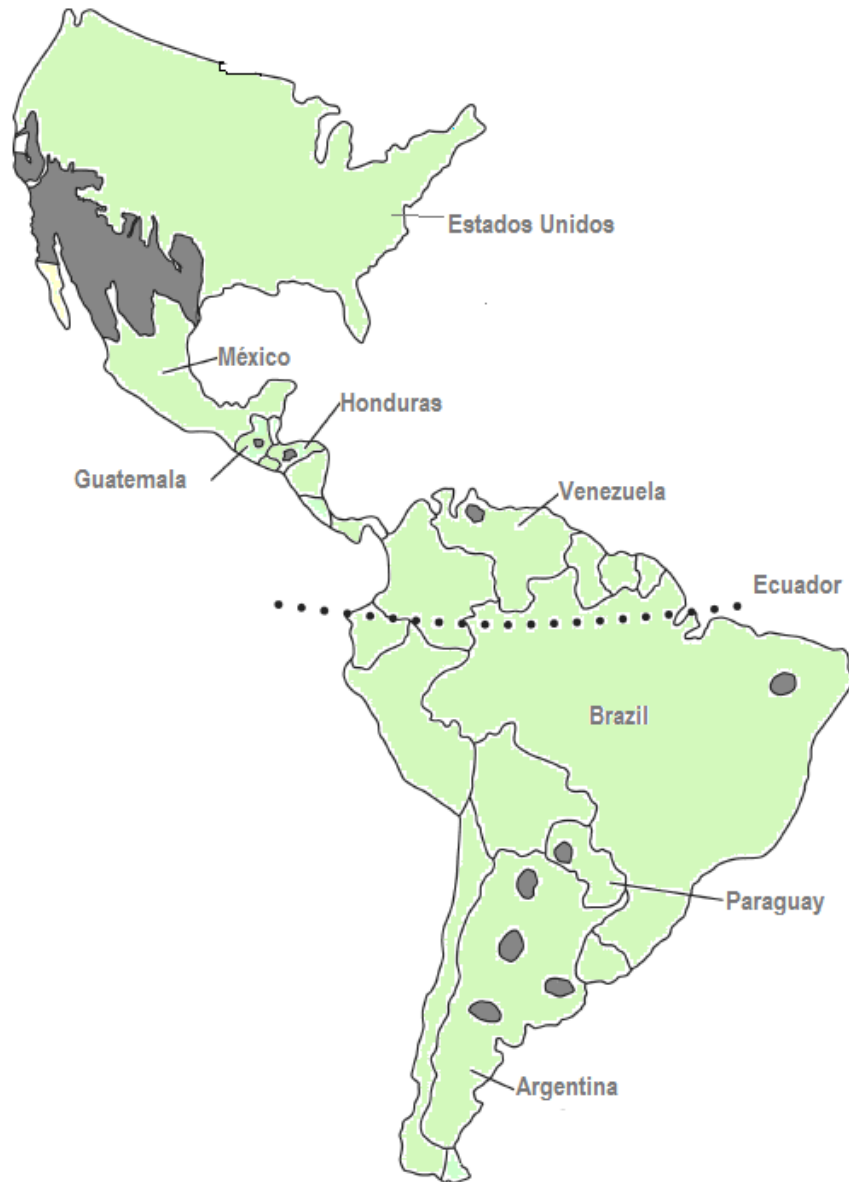 Estados Unidos
México
Honduras
Guatemala
Venezuela
Ecuador
Brazil
Paraguay
Argentina